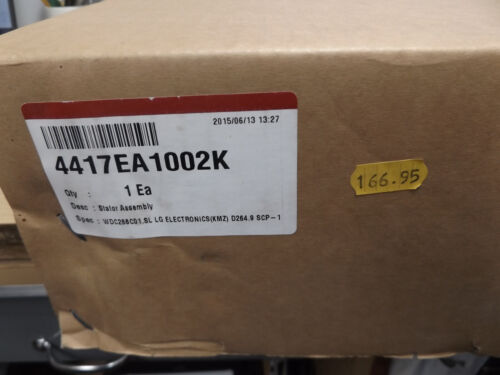 2015/06/13 13:27
4417EA1002K
Qty : 1 Ea
Desc : Stator Assembly
Spec : WDC288C01,SL LG ELECTRONICS(KMZ) D264.9 SCP-1
166.95